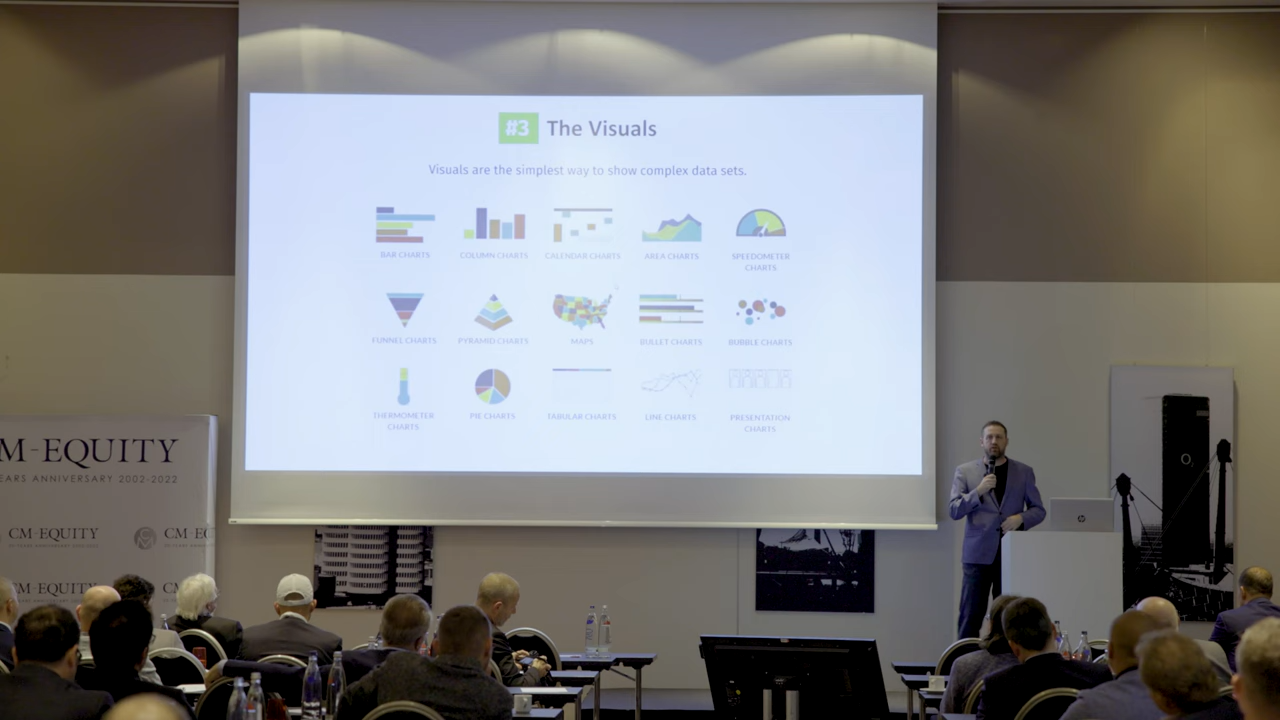 #3 The Visuals
Visuals are the simplest way to show complex data sets.
BAR CHARTS
COLUMN CHARTS
CALENDAR CHARTS
AREA CHARTS
SPEEDOMETER
CHARTS
FUNNEL CHARTS
PYRAMID CHARTS
MAPS
BULLET CHARTS
BUBBLE CHARTS
THERMOMETER
CHARTS
PIE CHARTS
TABULAR CHARTS
LINE CHARTS
PRESENTATION
CHARTS
M-EQUITY
EARS ANNIVERSARY 2002-2022
CM-EQUITY
CM-EC
CM-EQUITY
CM-E
hp